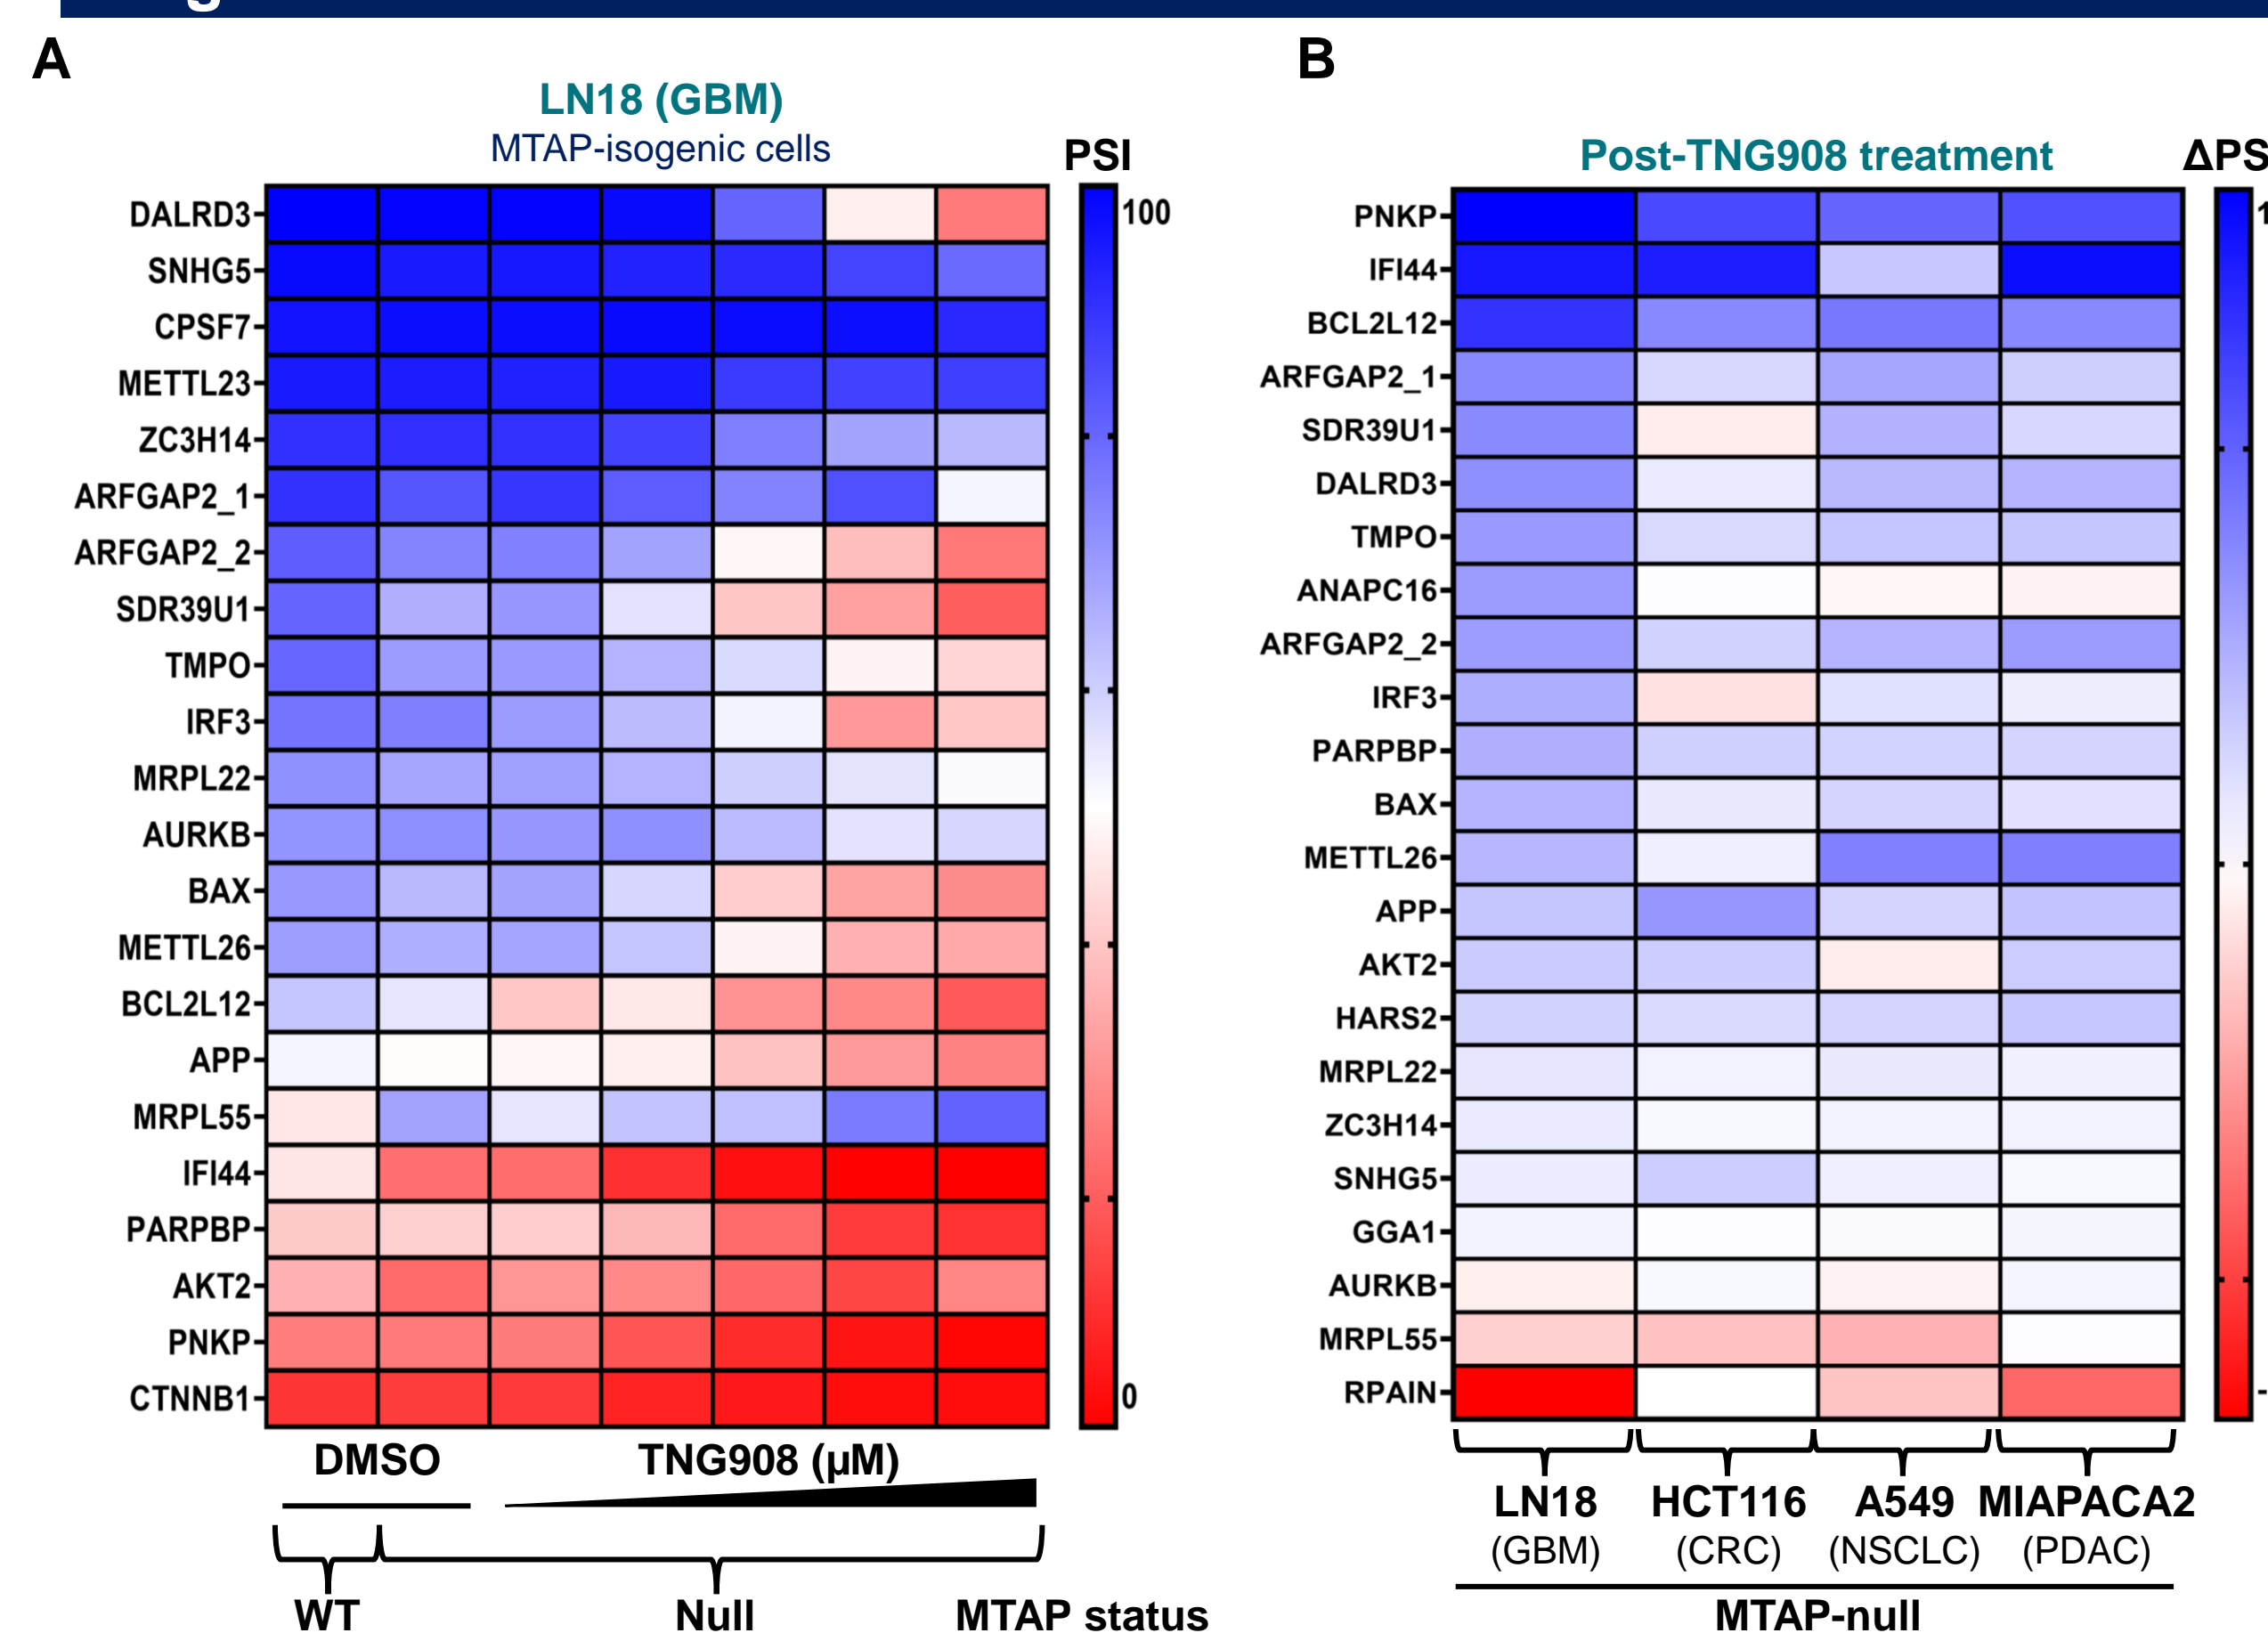 A
LN18 (GBM)
MTAP-isogenic cells
PSI
100
DALRD3
SNHG5
CPSF7
METTL23
ZC3H14
ARFGAP2_1
ARFGAP2_2
SDR39U1
TMPO
IRF3
MRPL22
AURKB
BAX
METTL26
BCL2L12
APP
MRPL55
IFI44
PARPBP
AKT2
PNKP
CTNNB1
0
DMSO
TNG908 (µM)
WT
Null
MTAP status
B
Post-TNG908 treatment
ΔPS
1
PNKP
IFI44
BCL2L12
ARFGAP2_1
SDR39U1
DALRD3
TMPO
ANAPC16
ARFGAP2_2
IRF3
PARPBP
BAX
METTL26
APP
AKT2
HARS2
MRPL22
ZC3H14
SNHG5
GGA1
AURKB
MRPL55
RPAIN
-
LN18 HCT116 A549 MIAPACA2
(GBM) (CRC) (NSCLC) (PDAC)
MTAP-null